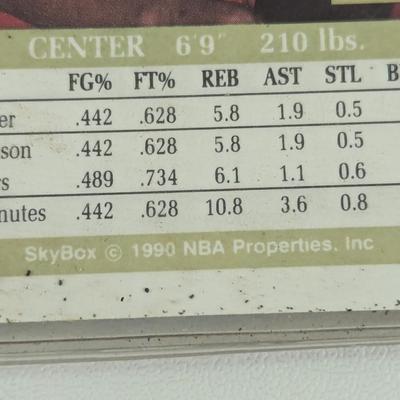 CENTER 6'9" 210 lbs.
FG% FT% REB AST STL B
er .442 .628 5.8 1.9 0.5
son .442 .628 5.8 1.9 0.5
rs .489 .734 6.1 1.1 0.6
inutes .442 .628 10.8 3.6 0.8
SkyBox © 1990 NBA Properties, Inc